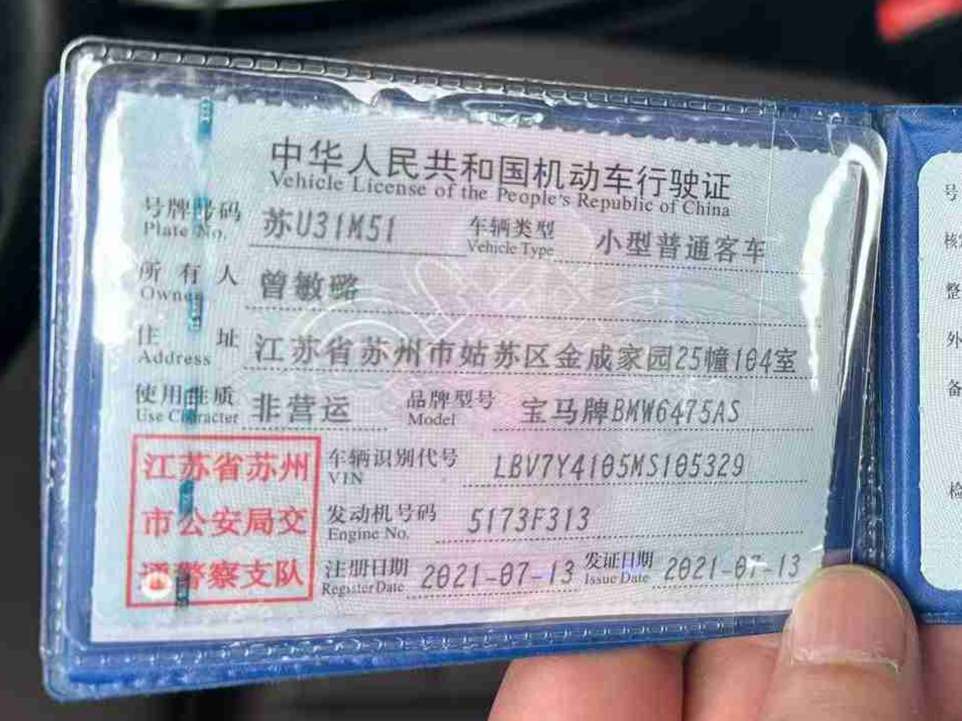 中华人民共和国机动车行驶证
Vehicle License of the People's Republic of China
号牌号码 苏U31M51 车辆类型 小型普通客车
Plate No. Vehicle Type
所有人 曾敏璐
Owner
住址 江苏省苏州市姑苏区金成家园25幢104室
Address
使用性质 非营运 品牌型号 宝马牌BMW6475AS
Use Character Model
江苏省苏州
市公安局交
通警察支队
车辆识别代号 LBV7Y4105MS105329
VIN
发动机号码 5173F313
Engine No.
注册日期 2021-07-13 发证日期 2021-07-13
Register Date Issue Date
号
核
整
外
备
检